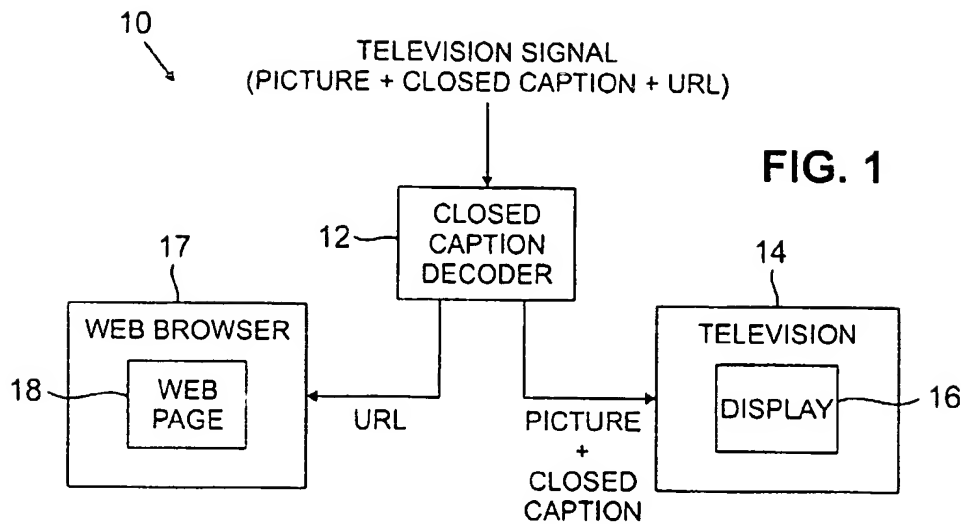 10
TELEVISION SIGNAL
(PICTURE + CLOSED CAPTION + URL)
FIG. 1
12
CLOSED
CAPTION
DECODER
17
WEB BROWSER
18
WEB
PAGE
URL
PICTURE
+
CLOSED
CAPTION
14
TELEVISION
DISPLAY
16